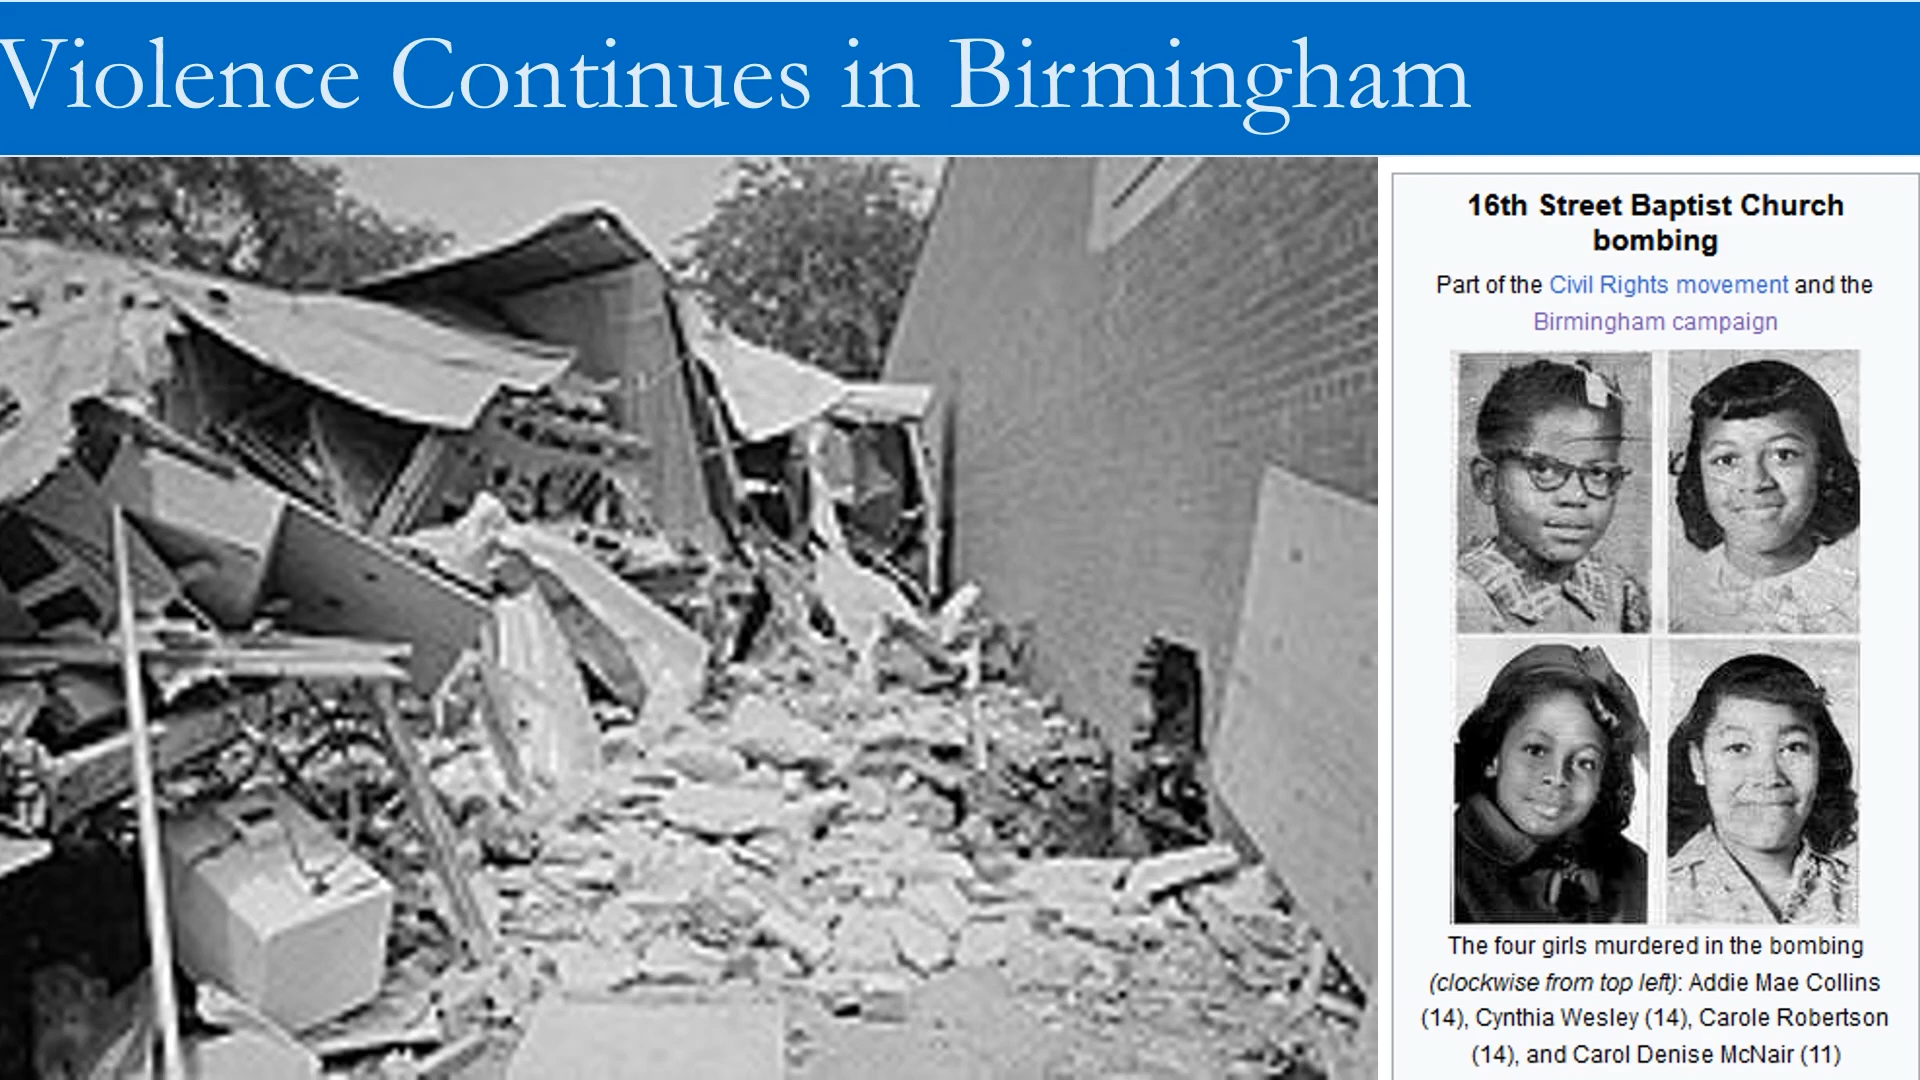 Violence Continues in Birmingham
16th Street Baptist Church
bombing
Part of the Civil Rights movement and the
Birmingham campaign
The four girls murdered in the bombing
(clockwise from top left): Addie Mae Collins
(14), Cynthia Wesley (14), Carole Robertson
(14), and Carol Denise McNair (11)